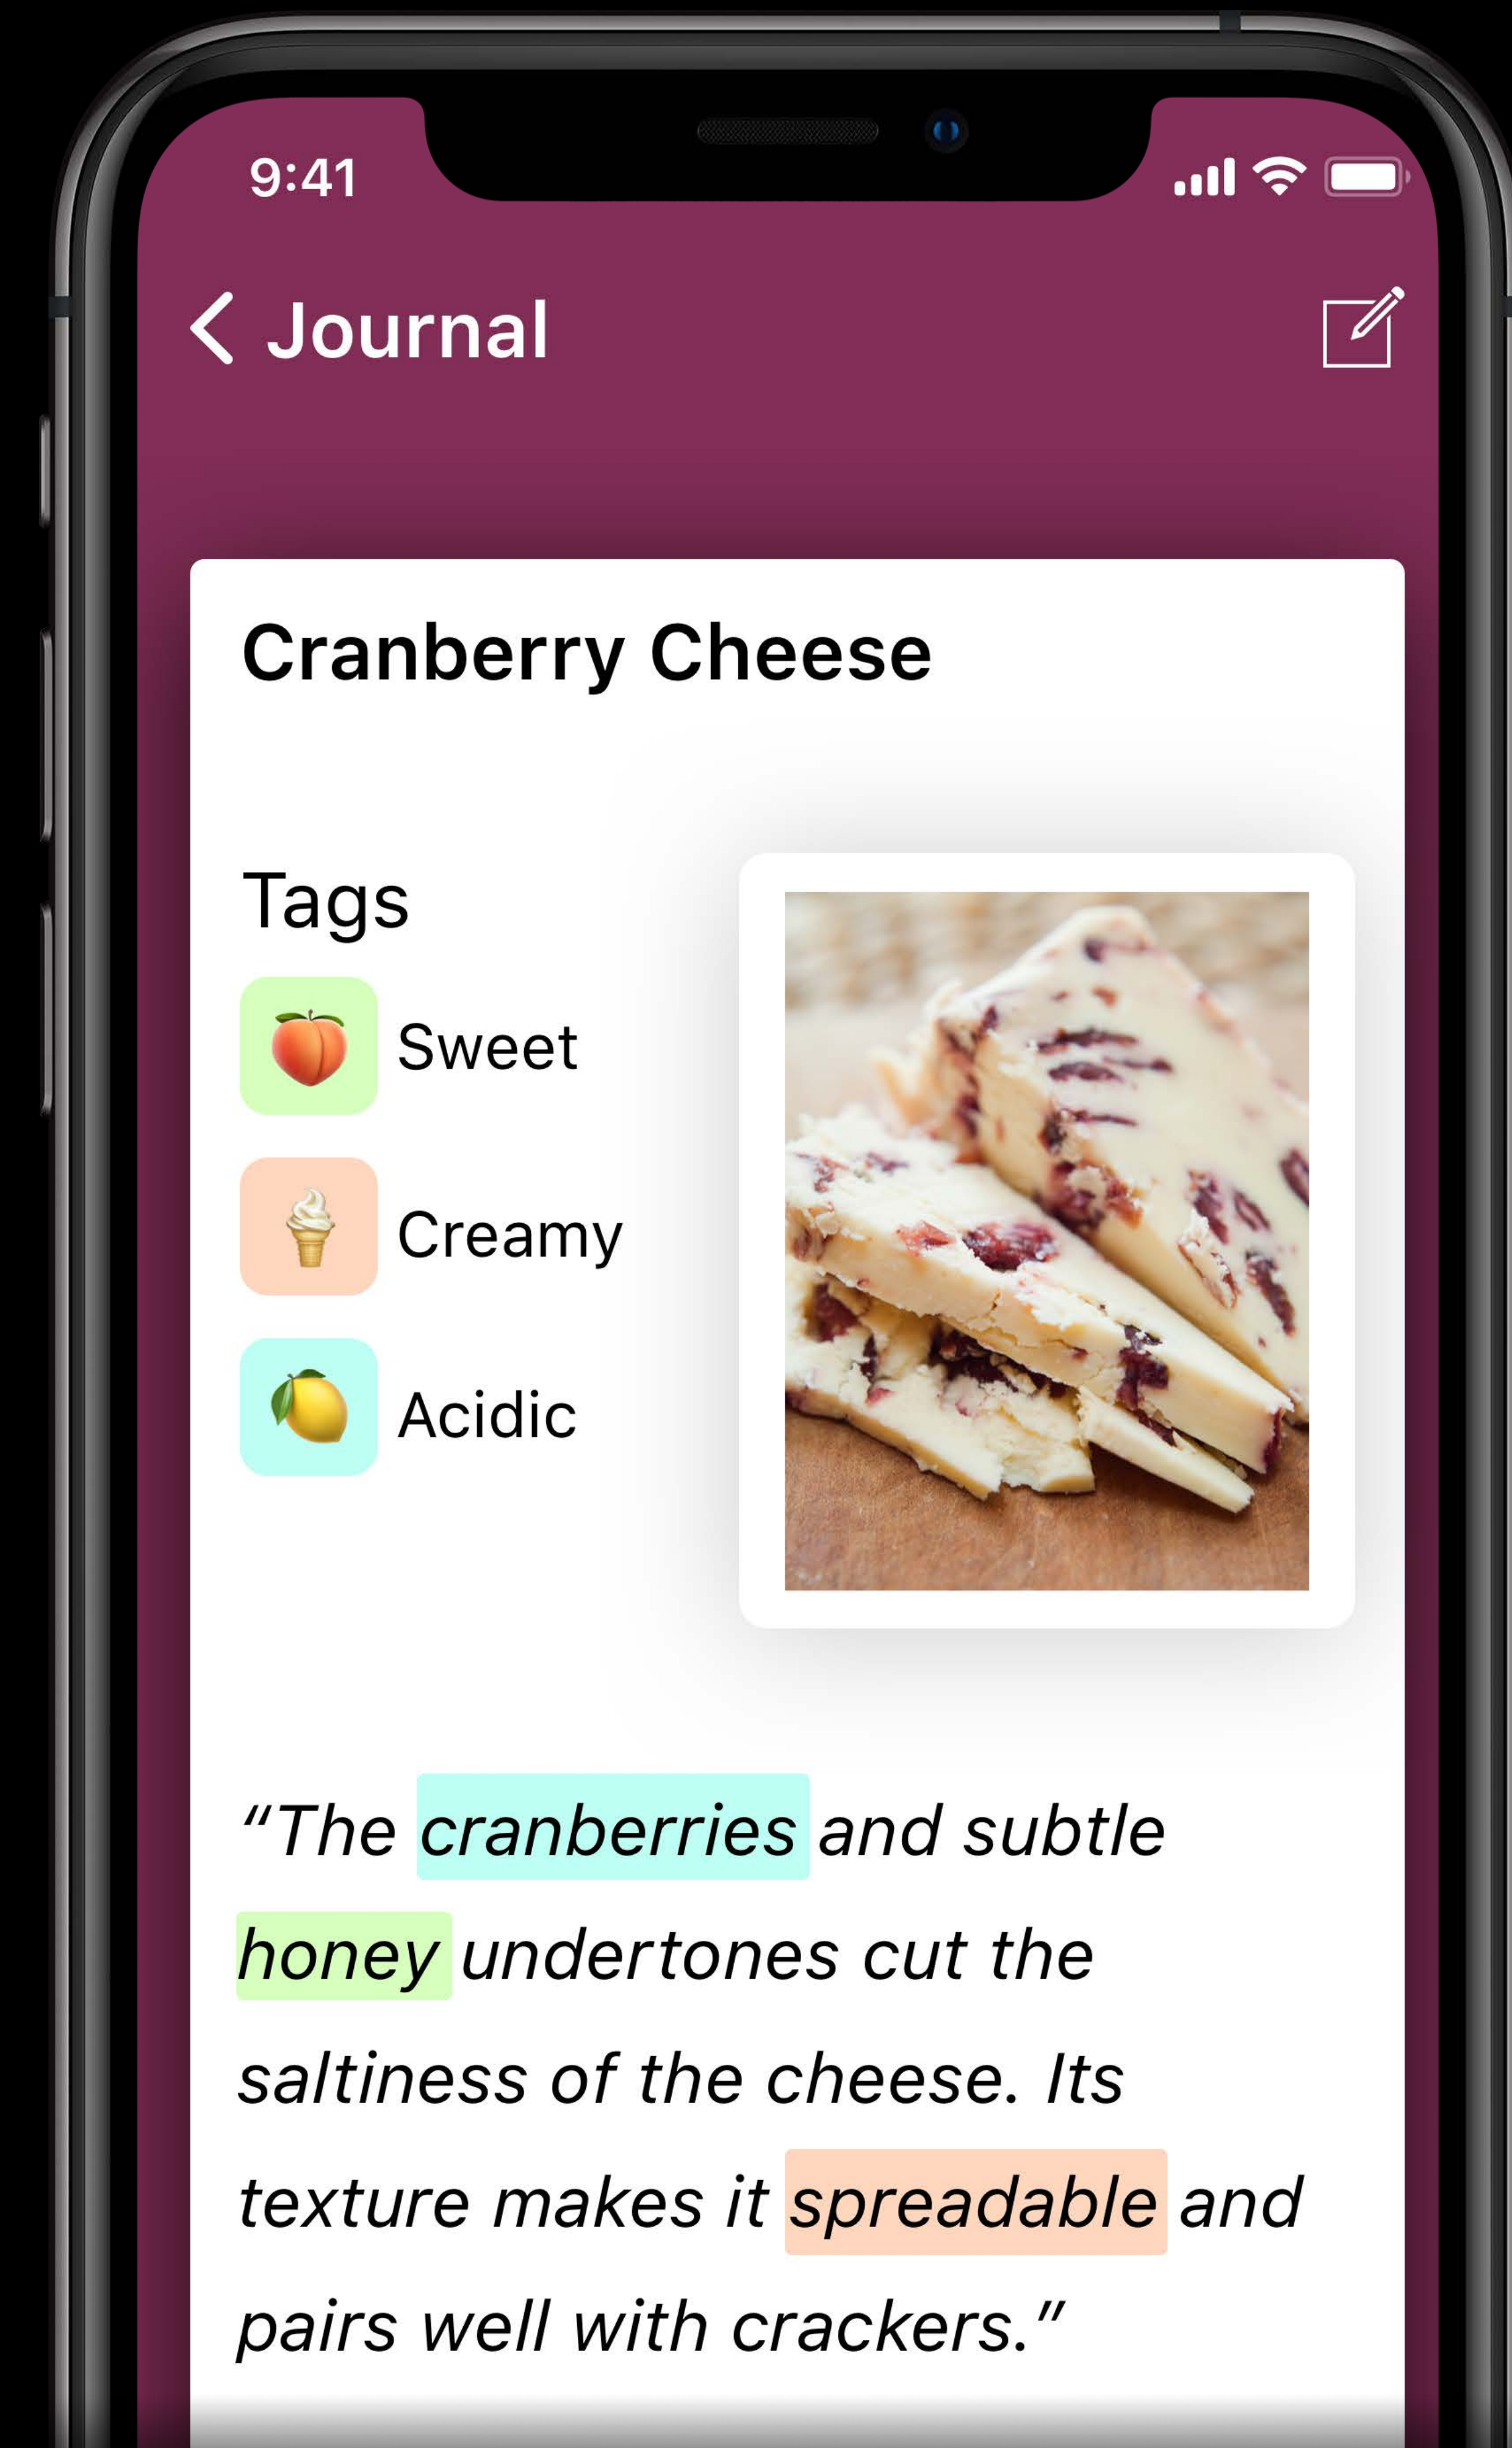 9:41
Journal
Cranberry Cheese
Tags
Sweet
Creamy
Acidic
“The cranberries and subtle
honey undertones cut the
saltiness of the cheese. Its
texture makes it spreadable and
pairs well with crackers.”